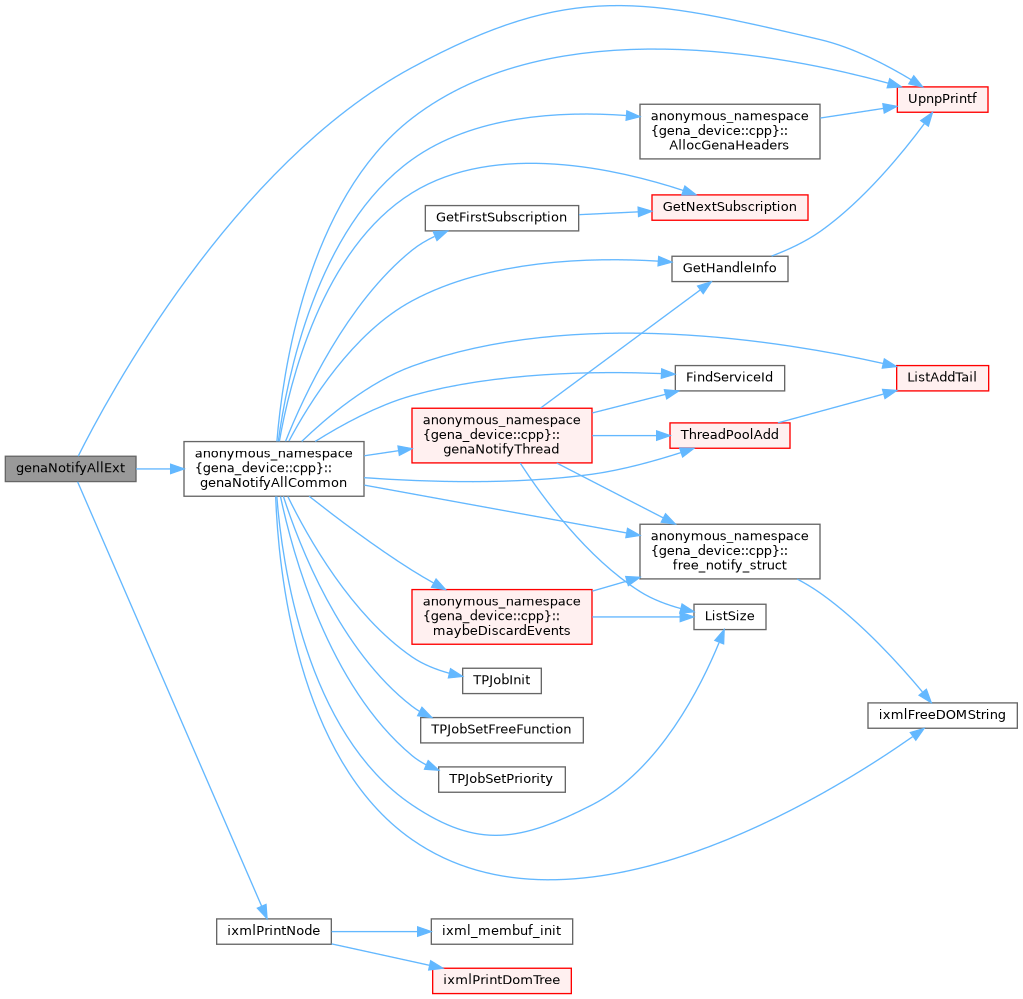 UpnpPrintf
anonymous_namespace
{gena_device::cpp}::
AllocGenaHeaders
GetNextSubscription
GetFirstSubscription
GetHandleInfo
FindServiceId
ListAddTail
anonymous_namespace
{gena_device::cpp}::
genaNotifyThread
ThreadPoolAdd
genaNotifyAllExt
anonymous_namespace
{gena_device::cpp}::
genaNotifyAllCommon
anonymous_namespace
{gena_device::cpp}::
free_notify_struct
anonymous_namespace
{gena_device::cpp}::
maybeDiscardEvents
ListSize
TPJobInit
ixmlFreeDOMString
TPJobSetFreeFunction
TPJobSetPriority
ixmlPrintNode
ixml_membuf_init
ixmlPrintDomTree